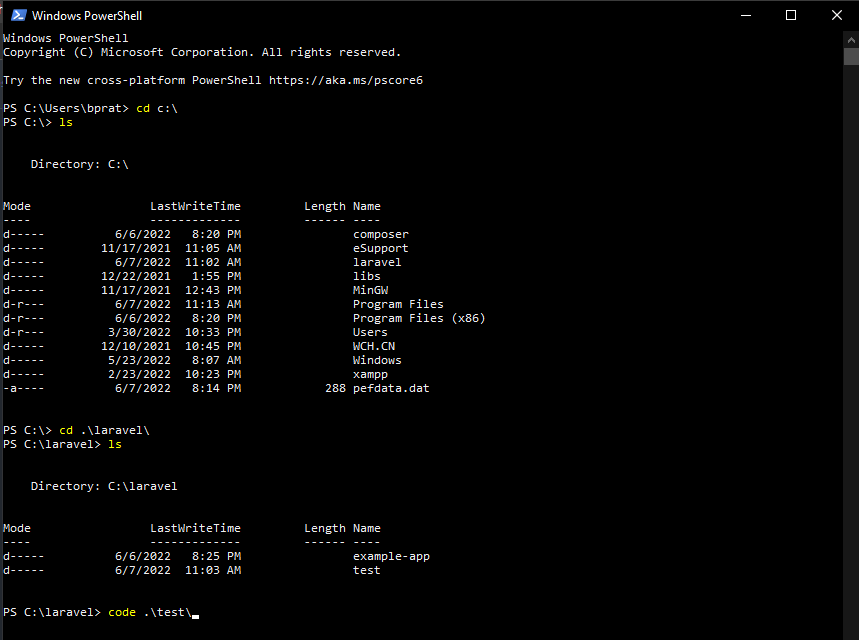 Windows PowerShell
Windows PowerShell
Copyright (C) Microsoft Corporation. All rights reserved.
Try the new cross-platform PowerShell https://aka.ms/pscore6
PS C:\Users\bprat> cd c:\
PS C:\> ls
    Directory: C:\
Mode                 LastWriteTime         Length Name
----                 -------------         ------ ----
d-----          6/6/2022   8:20 PM                composer
d-----        11/17/2021  11:05 AM                eSupport
d-----          6/7/2022  11:02 AM                laravel
d-----        12/22/2021   1:55 PM                libs
d-----        11/17/2021  12:43 PM                MinGW
d-r---          6/7/2022  11:13 AM                Program Files
d-r---          6/6/2022   8:20 PM                Program Files (x86)
d-r---         3/30/2022  10:33 PM                Users
d-----        12/10/2021  10:45 PM                WCH.CN
d-----         5/23/2022   8:07 AM                Windows
d-----         2/23/2022  10:23 PM                xampp
-a----          6/7/2022   8:14 PM            288 pefdata.dat
PS C:\> cd .\laravel\
PS C:\laravel> ls
    Directory: C:\laravel
Mode                 LastWriteTime         Length Name
----                 -------------         ------ ----
d-----          6/6/2022   8:25 PM                example-app
d-----          6/7/2022  11:03 AM                test
PS C:\laravel> code .\test\